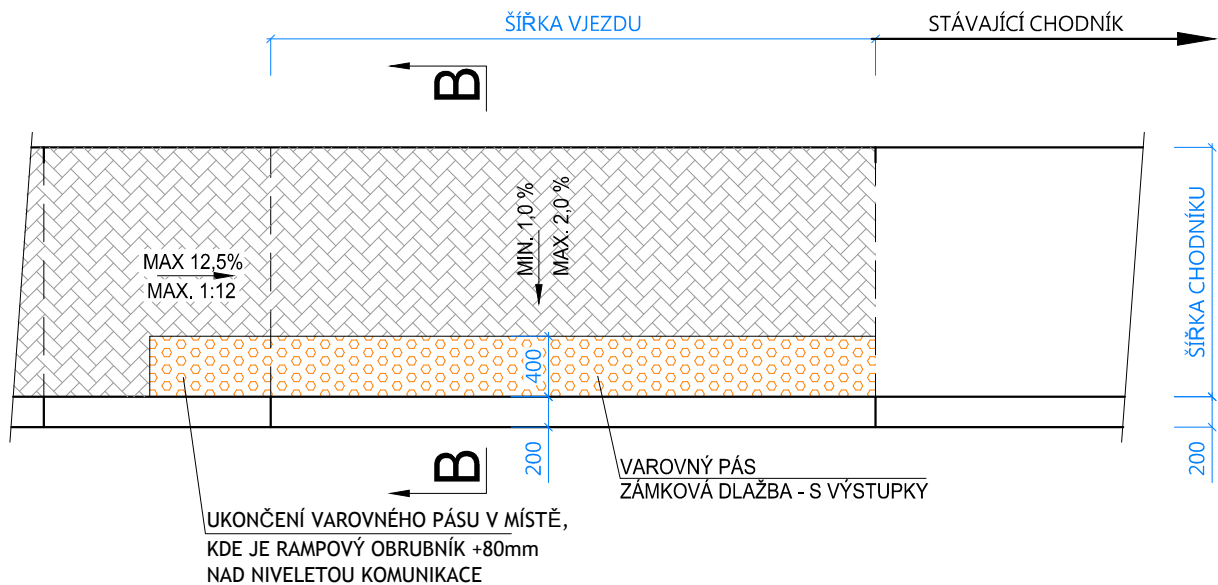 ŠÍŘKA VJEZDU
STÁVAJÍCÍ CHODNÍK
B
MIN. 1,0 %
MAX. 2,0 %
MAX 12,5%
MAX. 1:12
ŠÍŘKA CHODNÍKU
400
200
200
B
VAROVNÝ PÁS
ZÁMKOVÁ DLAŽBA - S VÝSTUPKY
UKONČENÍ VAROVNÉHO PÁSU V MÍSTĚ,
KDE JE RAMPOVÝ OBRUBNÍK +80mm
NAD NIVELETOU KOMUNIKACE